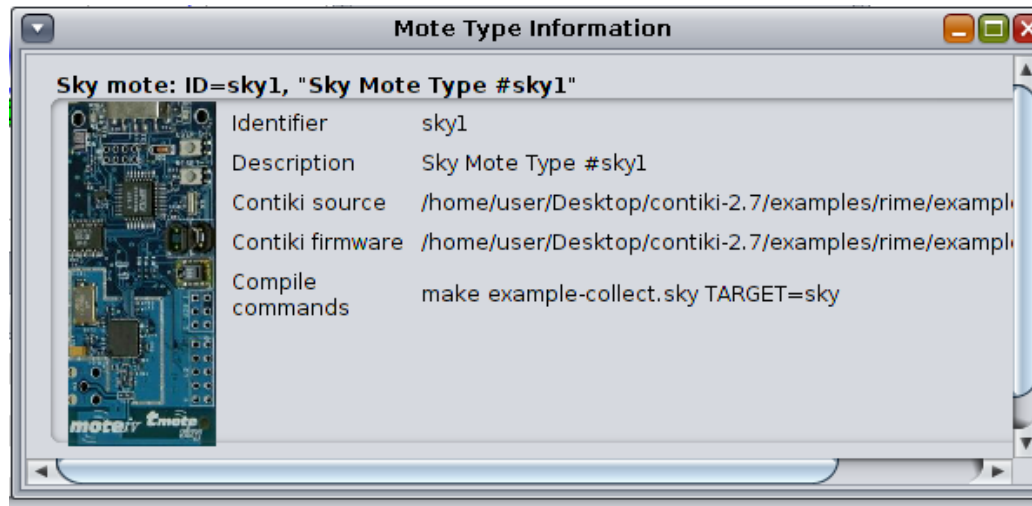 Mote Type Information
Sky mote: ID=sky1, "Sky Mote Type #sky1"
Identifier sky1
Description Sky Mote Type #sky1
Contiki source /home/user/Desktop/contiki-2.7/examples/rime/exampl
Contiki firmware /home/user/Desktop/contiki-2.7/examples/rime/exampl
Compile
commands make example-collect.sky TARGET=sky
moteiv tmote
sky